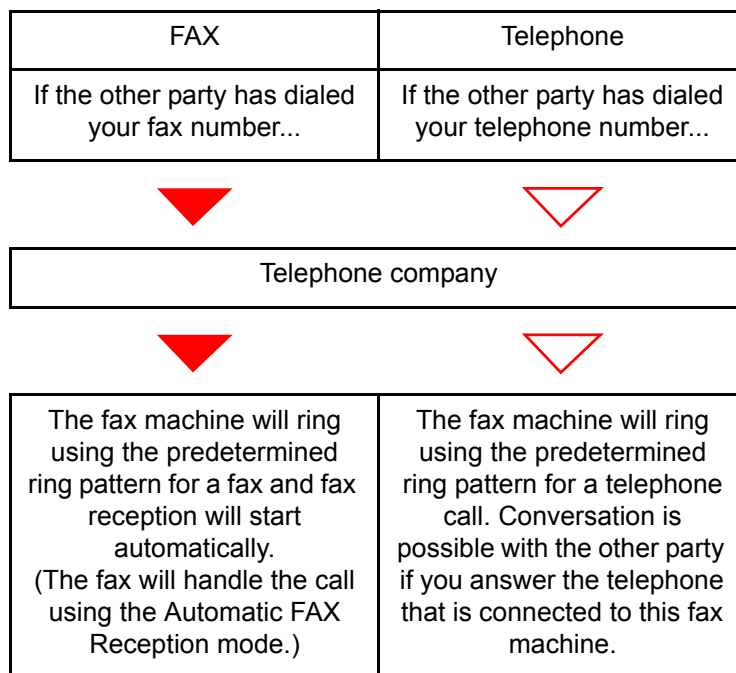 FAX
Telephone
If the other party has dialed
your fax number...
If the other party has dialed
your telephone number...
Telephone company
The fax machine will ring
using the predetermined
ring pattern for a fax and fax
reception will start
automatically.
(The fax will handle the call
using the Automatic FAX
Reception mode.)
The fax machine will ring
using the predetermined
ring pattern for a telephone
call. Conversation is
possible with the other party
if you answer the telephone
that is connected to this fax
machine.